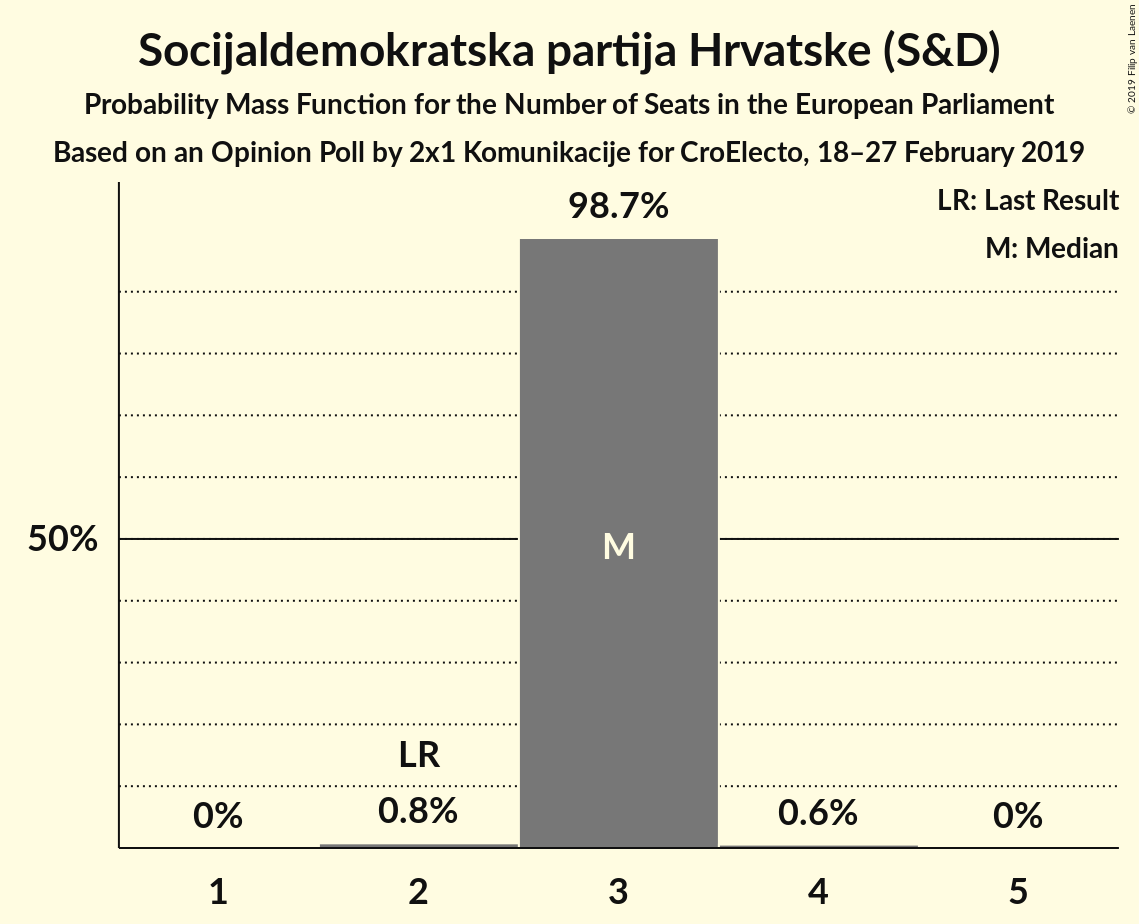 Socijaldemokratska partija Hrvatske (S&D)
Probability Mass Function for the Number of Seats in the European Parliament
Based on an Opinion Poll by 2x1 Komunikacije for CroElecto, 18–27 February 2019
© 2019 Filip van Laenen
LR: Last Result
M: Median
98.7%
50%
M
LR
0%
0.8%
0.6%
0%
1
2
3
4
5